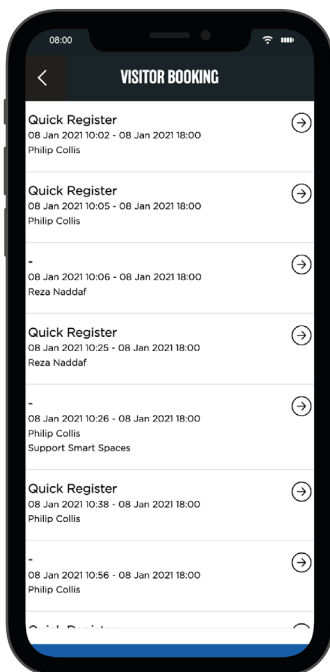 08:00
VISITOR BOOKING
Quick Register
08 Jan 2021 10:02 - 08 Jan 2021 18:00
Philip Collis
Quick Register
08 Jan 2021 10:05 - 08 Jan 2021 18:00
Philip Collis
-
08 Jan 2021 10:06 - 08 Jan 2021 18:00
Reza Naddaf
Quick Register
08 Jan 2021 10:25 - 08 Jan 2021 18:00
Reza Naddaf
-
08 Jan 2021 10:26 - 08 Jan 2021 18:00
Philip Collis
Support Smart Spaces
Quick Register
08 Jan 2021 10:38 - 08 Jan 2021 18:00
Philip Collis
-
08 Jan 2021 10:56 - 08 Jan 2021 18:00
Philip Collis